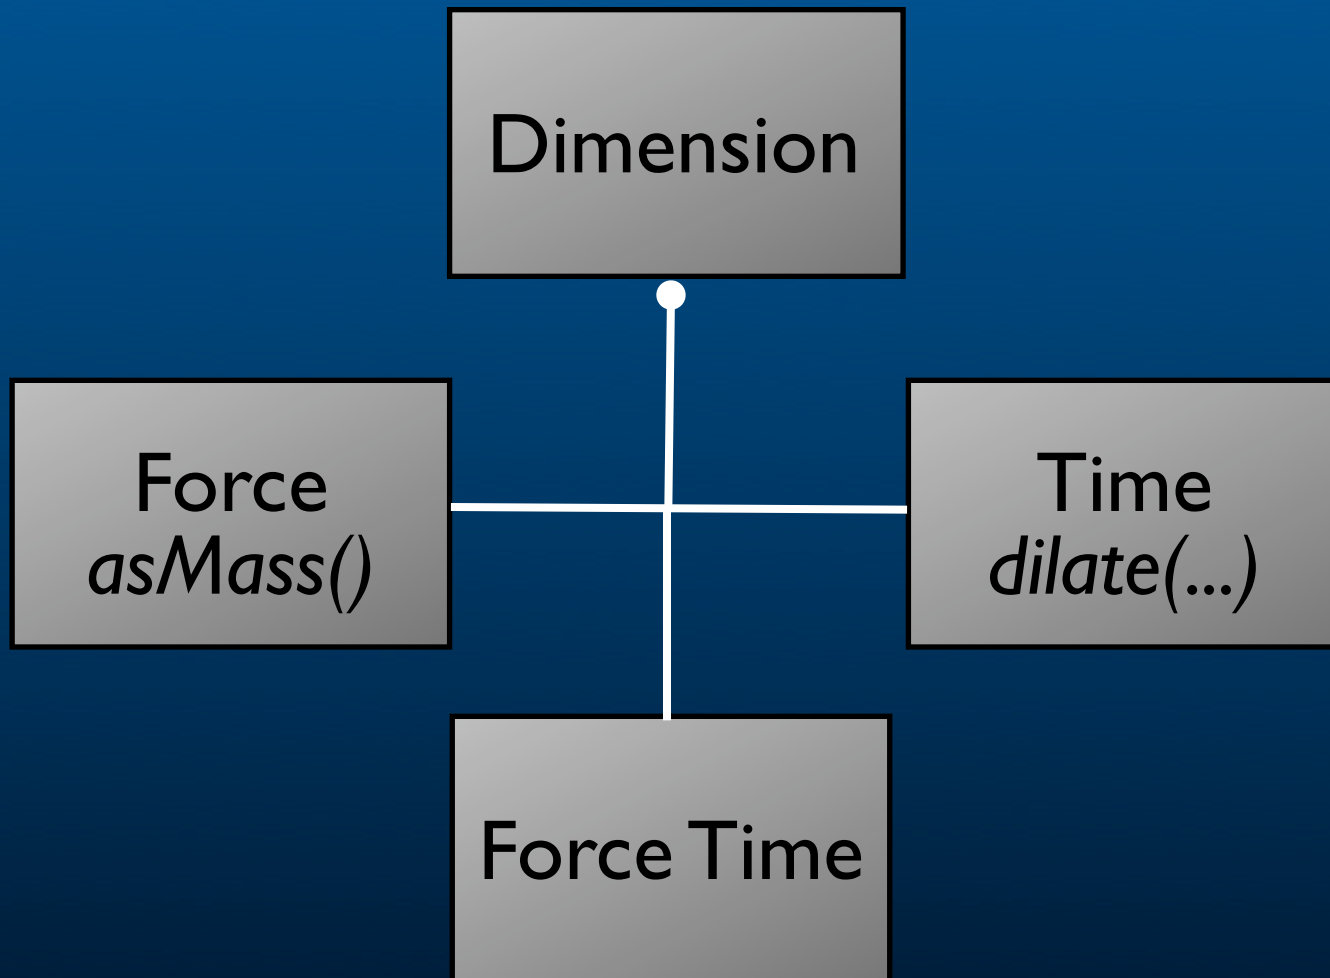 Dimension
Force
asMass()
Time
dilate(...)
Force Time